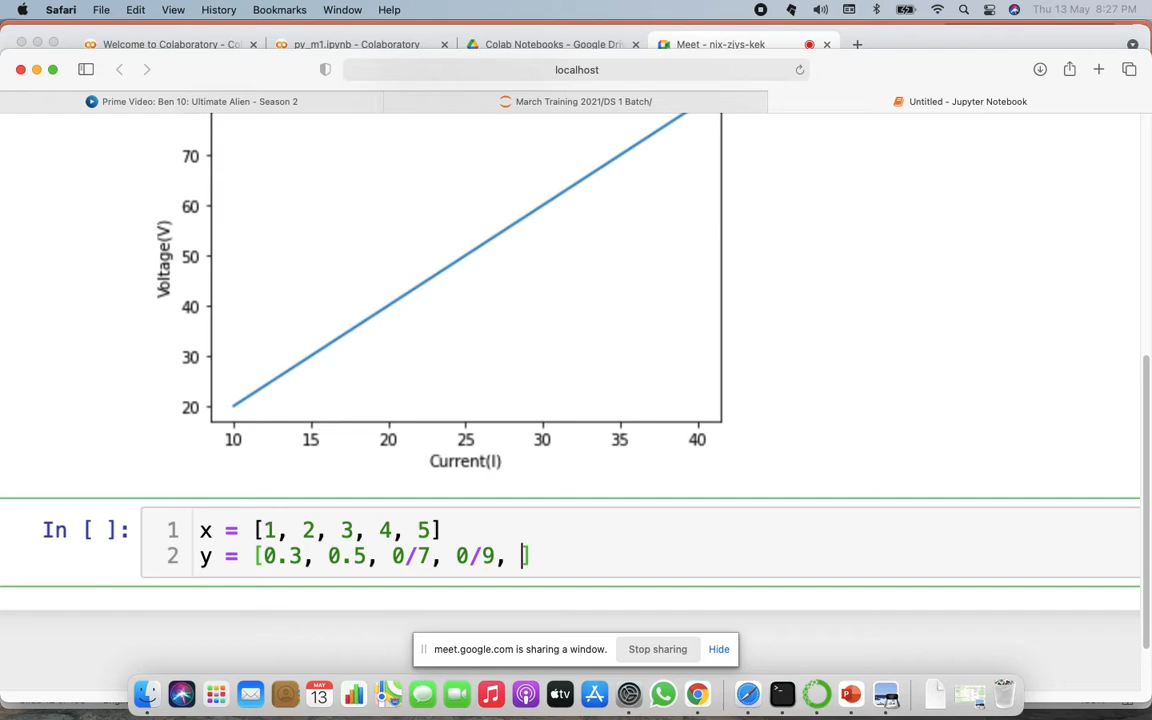 Safari File Edit View History Bookmarks Window Help Thu 13 May 8:27 PM
Welcome to Colaboratory - Col py_m1.ipynb - Colaboratory Colab Notebooks - Google Driv Meet - nix-zjys-kek
localhost
Prime Video: Ben 10: Ultimate Alien - Season 2 March Training 2021/DS 1 Batch/ Untitled - Jupyter Notebook
70
60
50
40
30
20
Voltage(V)
10 15 20 25 30 35 40
Current(I)
In [ ]: 1 x = [1, 2, 3, 4, 5]
2 y = [0.3, 0.5, 0/7, 0/9, ]
meet.google.com is sharing a window. Stop sharing Hide
MAY
13
tv